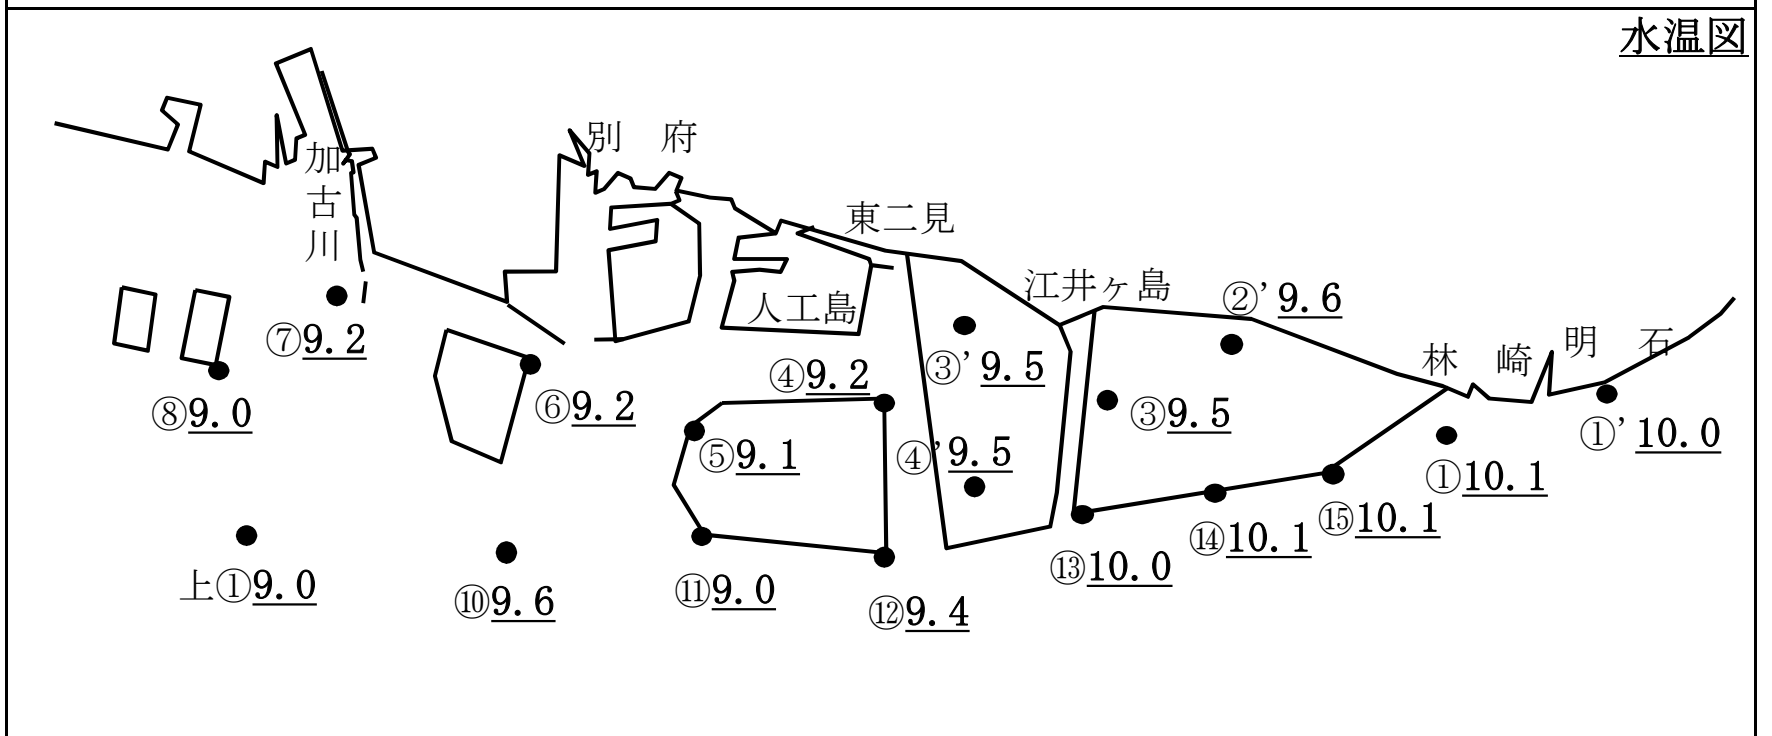 水温図
別 府
加古川
東二見
江井ヶ島
②’9.6
人工島
⑦9.2
林 崎
明 石
③’9.5
④9.2
⑧9.0
⑥9.2
③9.5
①’10.0
⑤9.1
④’9.5
①10.1
⑮10.1
⑭10.1
⑬10.0
上①9.0
⑩9.6
⑪9.0
⑫9.4